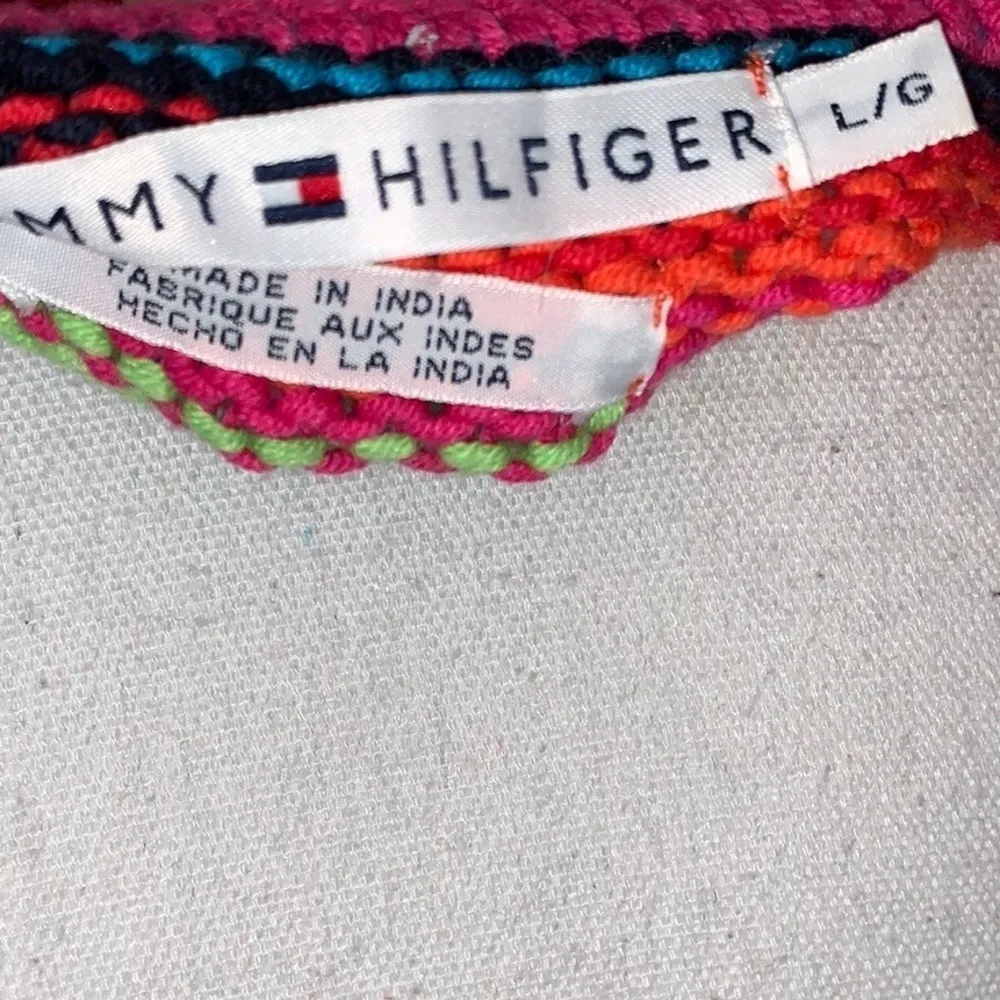 MMY HILFIGER
L/G
MADE IN INDIA
FABRIQUE AUX INDES
HECHO EN LA INDIA